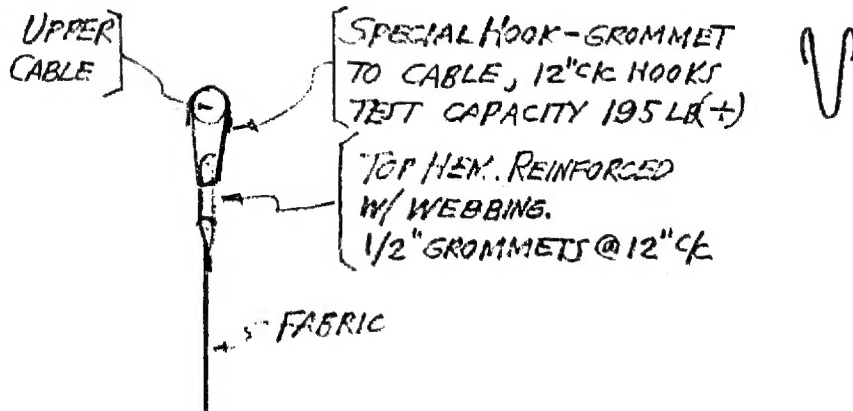 UPPER
CABLE
SPECIAL HOOK-GROMMET
TO CABLE, 12"C/C HOOKS
TEST CAPACITY 195 LB(±)
TOP HEM. REINFORCED
W/ WEBBING.
1/2" GROMMETS @ 12" C/C
FABRIC